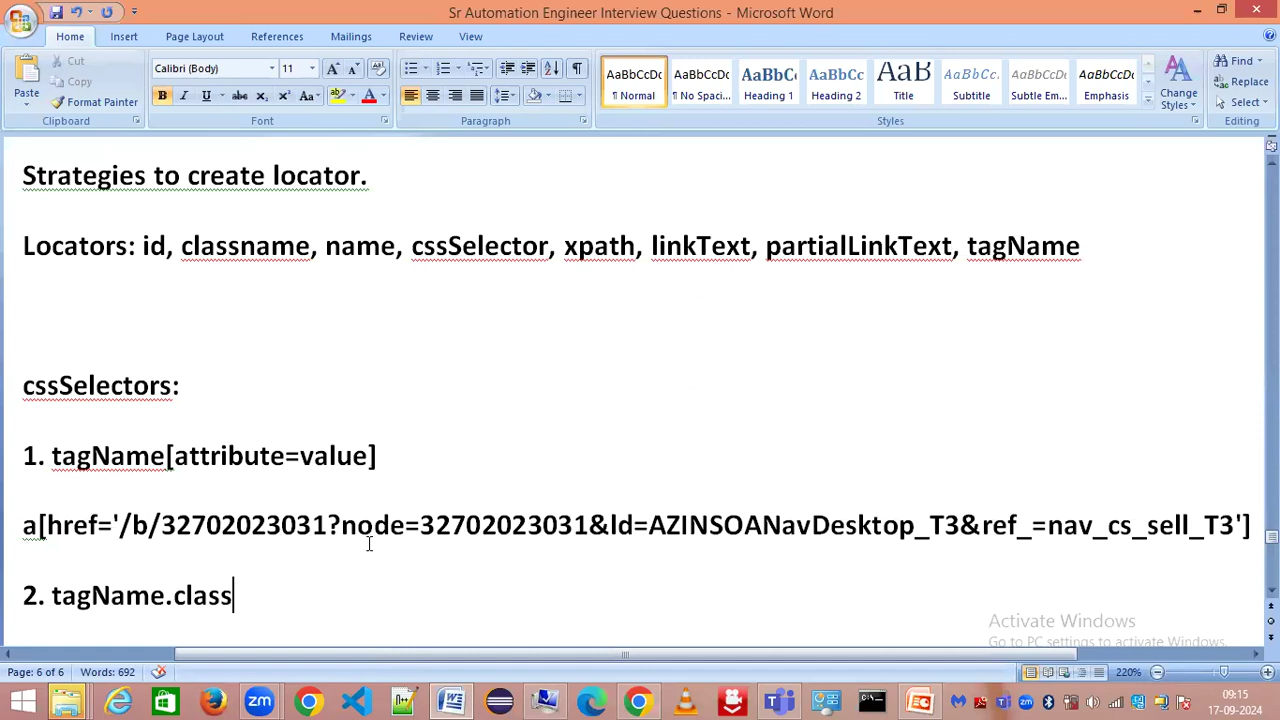 Sr Automation Engineer Interview Questions - Microsoft Word
Home Insert Page Layout References Mailings Review View
Cut
Copy
Format Painter
Paste
Clipboard
Calibri (Body) 11
Font
Paragraph
AaBbCcDc AaBbCcDc AaBbC AaBbCc AaB AaBbCc. AaBbCcDc AaBbCcDc
¶ Normal ¶ No Spaci... Heading 1 Heading 2 Title Subtitle Subtle Em... Emphasis
Styles
Change Styles
Find
Replace
Select
Editing
Strategies to create locator.
Locators: id, classname, name, cssSelector, xpath, linkText, partialLinkText, tagName
cssSelectors:
1. tagName[attribute=value]
a[href='/b/32702023031?node=32702023031&ld=AZINSOANavDesktop_T3&ref_=nav_cs_sell_T3']
2. tagName.class
Activate Windows
Go to PC settings to activate Windows.
Page: 6 of 6 Words: 692 220%
09:15
17-09-2024